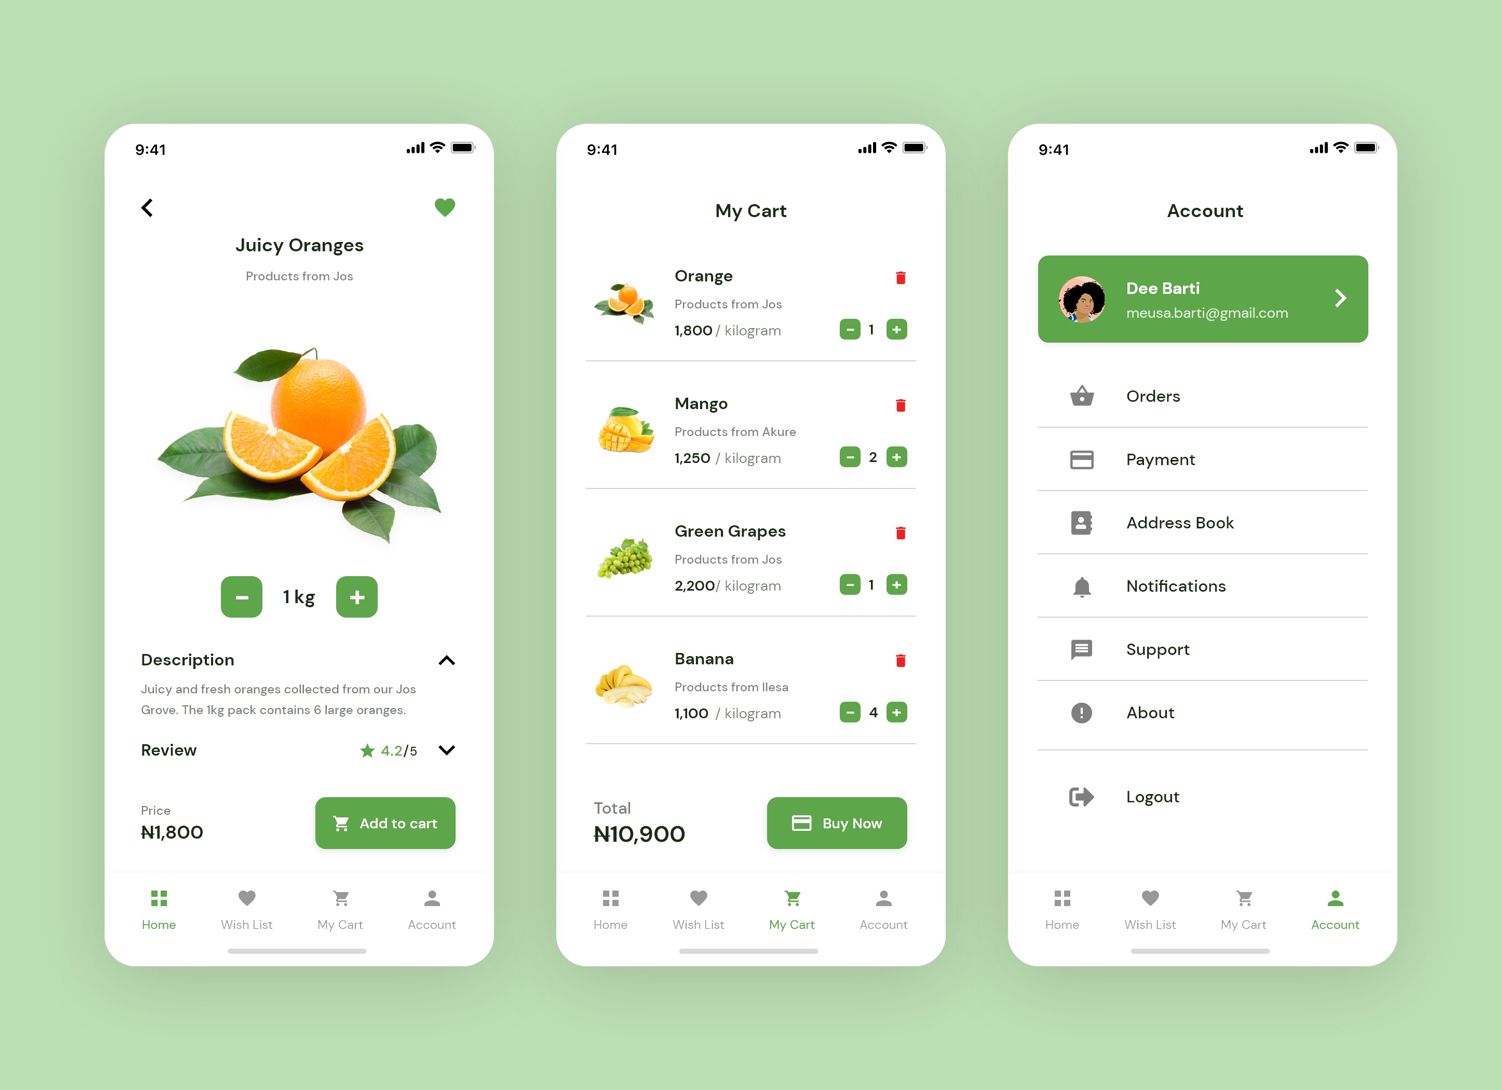 9:41
Juicy Oranges
Products from Jos
1 kg
Description
Juicy and fresh oranges collected from our Jos
Grove. The 1kg pack contains 6 large oranges.
Review
4.2/5
Price
₦1,800
Add to cart
Home
Wish List
My Cart
Account
9:41
My Cart
Orange
Products from Jos
1,800 / kilogram
1
Mango
Products from Akure
1,250 / kilogram
2
Green Grapes
Products from Jos
2,200/ kilogram
1
Banana
Products from Ilesa
1,100 / kilogram
4
Total
₦10,900
Buy Now
Home
Wish List
My Cart
Account
9:41
Account
Dee Barti
meusa.barti@gmail.com
Orders
Payment
Address Book
Notifications
Support
About
Logout
Home
Wish List
My Cart
Account